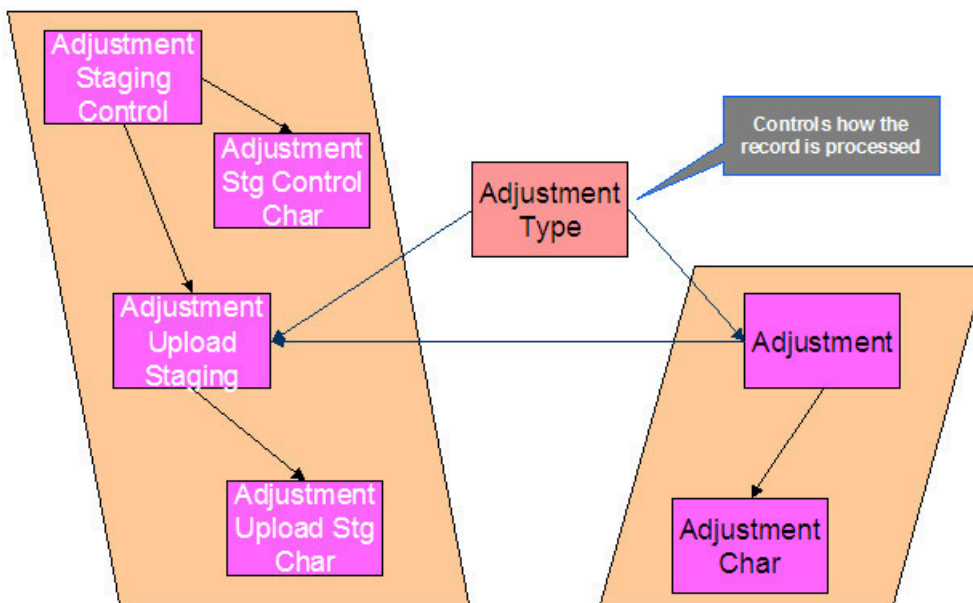 Adjustment
Staging
Control
Adjustment
Stg Control
Char
Controls how the
record is processed
Adjustment
Type
Adjustment
Upload
Staging
Adjustment
Adjustment
Upload Stg
Char
Adjustment
Char